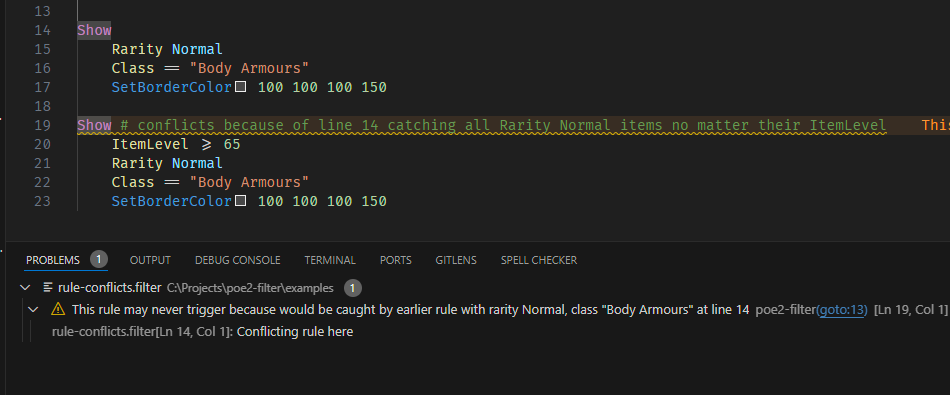 13
14 Show
15 Rarity Normal
16 Class == "Body Armours"
17 SetBorderColor 100 100 100 150
18
19 Show # conflicts because of line 14 catching all Rarity Normal items no matter their ItemLevel This
20 ItemLevel >= 65
21 Rarity Normal
22 Class == "Body Armours"
23 SetBorderColor 100 100 100 150
PROBLEMS 1 OUTPUT DEBUG CONSOLE TERMINAL PORTS GITLENS SPELL CHECKER
rule-conflicts.filter C:\Projects\poe2-filter\examples 1
This rule may never trigger because would be caught by earlier rule with rarity Normal, class "Body Armours" at line 14 poe2-filter(goto:13) [Ln 19, Col 1]
rule-conflicts.filter[Ln 14, Col 1]: Conflicting rule here